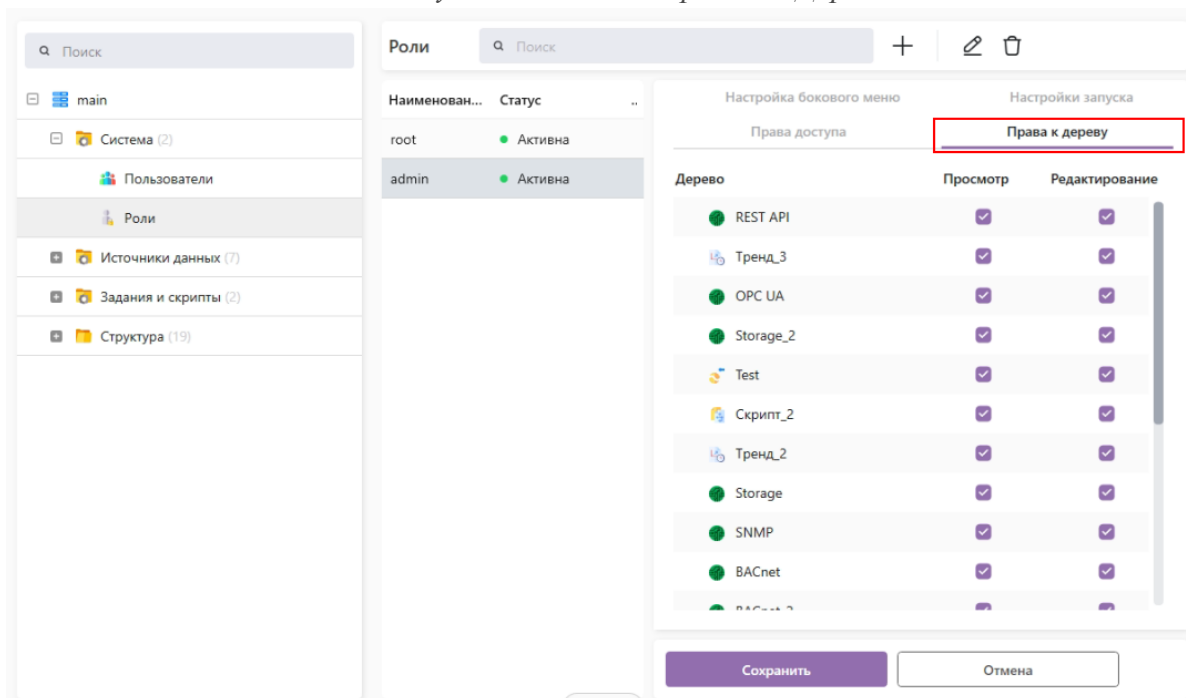 Поиск
main
Система (2)
Пользователи
Роли
Источники данных (7)
Задания и скрипты (2)
Структура (19)
Роли
Поиск
Наименован... Статус ..
root Активна
admin Активна
Настройка бокового меню Настройки запуска
Права доступа Права к дереву
Дерево Просмотр Редактирование
REST API
Тренд_3
OPC UA
Storage_2
Test
Скрипт_2
Тренд_2
Storage
SNMP
BACnet
BACnet_2
Сохранить Отмена